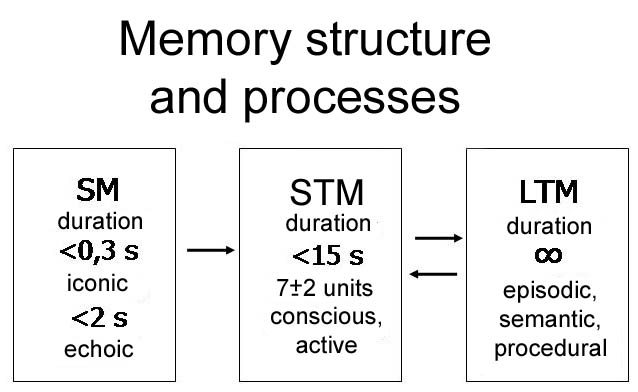 Memory structure
and processes
SM
duration
<0,3 s
iconic
<2 s
echoic
STM
duration
<15 s
7±2 units
conscious,
active
LTM
duration
∞
episodic,
semantic,
procedural